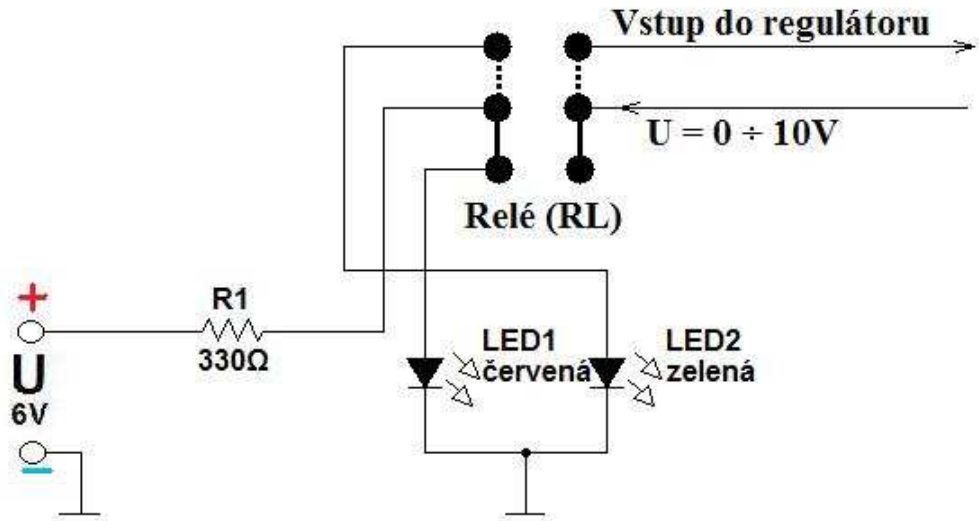 Vstup do regulátoru
U = 0 ÷ 10V
Relé (RL)
+
R1
330Ω
U
6V
LED1
červená
LED2
zelená